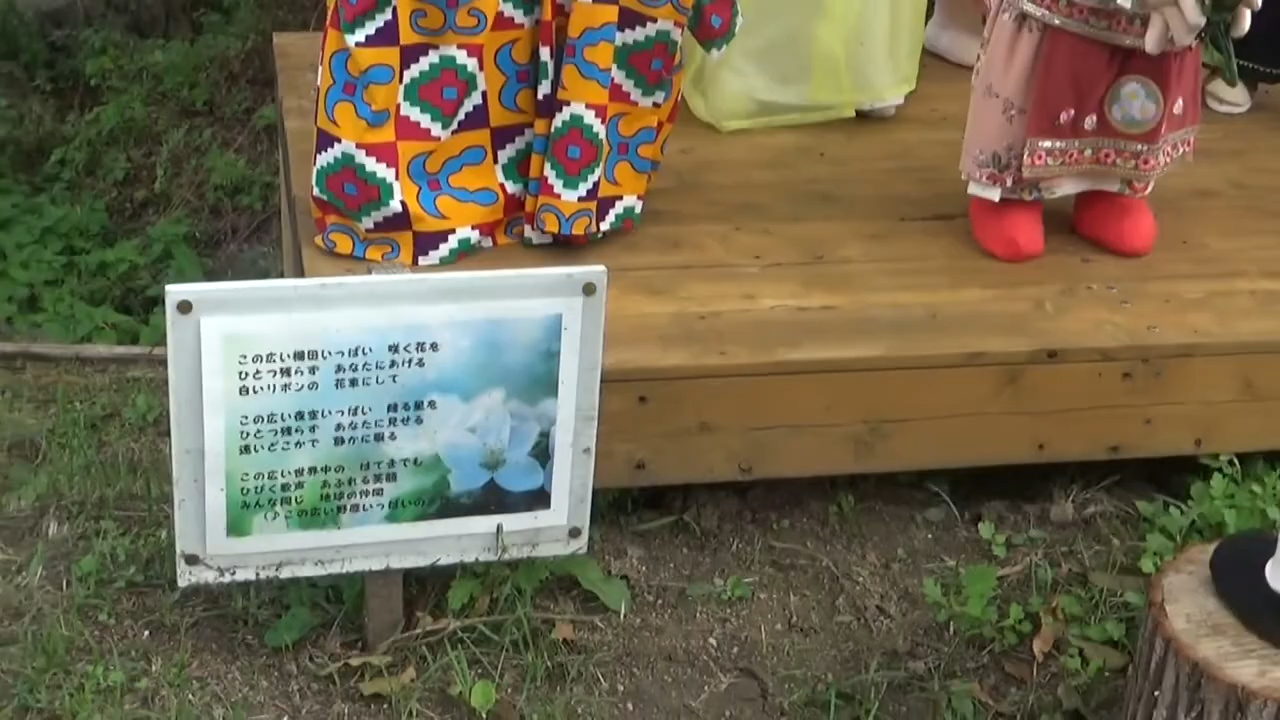 この広い棚田いっぱい　咲く花を
ひとつ残らず　あなたにあげる
白いリボンの　花束にして
この広い夜空いっぱい　降る星を
ひとつ残らず　あなたに見せる
遠いどこかで　静かに眠る
この広い世界中の　はてまでも
ひびく歓声　あふれる笑顔
みんな同じ　地球の仲間
(♪この広い野原いっぱいの